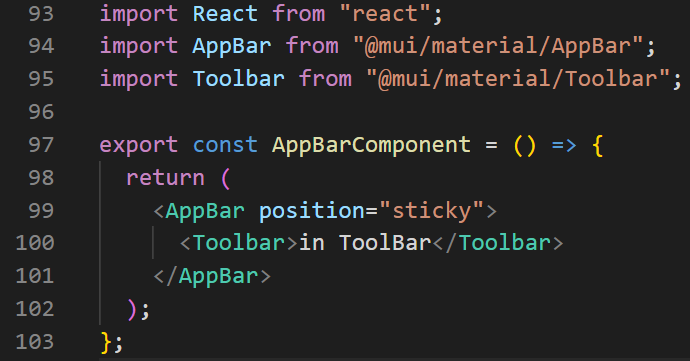 93 import React from "react";
94 import AppBar from "@mui/material/AppBar";
95 import Toolbar from "@mui/material/Toolbar";
96
97 export const AppBarComponent = () => {
98   return (
99     <AppBar position="sticky">
100       <Toolbar>in ToolBar</Toolbar>
101     </AppBar>
102   );
103 };